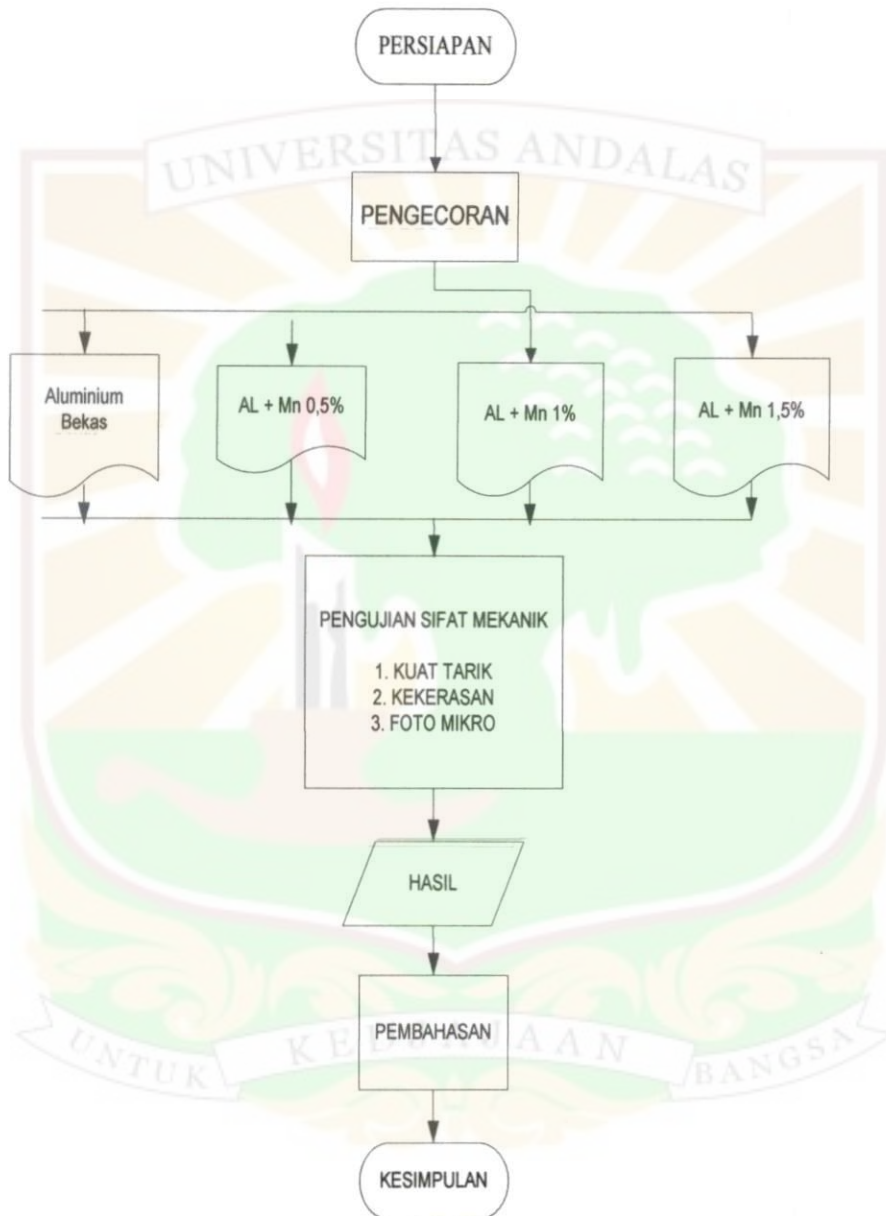 PERSIAPAN
UNIVERSITAS ANDALAS
PENGECORAN
Aluminium
Bekas
AL + Mn 0,5%
AL + Mn 1%
AL + Mn 1,5%
PENGUJIAN SIFAT MEKANIK
1. KUAT TARIK
2. KEKERASAN
3. FOTO MIKRO
HASIL
PEMBAHASAN
UNTUK KEDJAJAAN BANGSA
KESIMPULAN